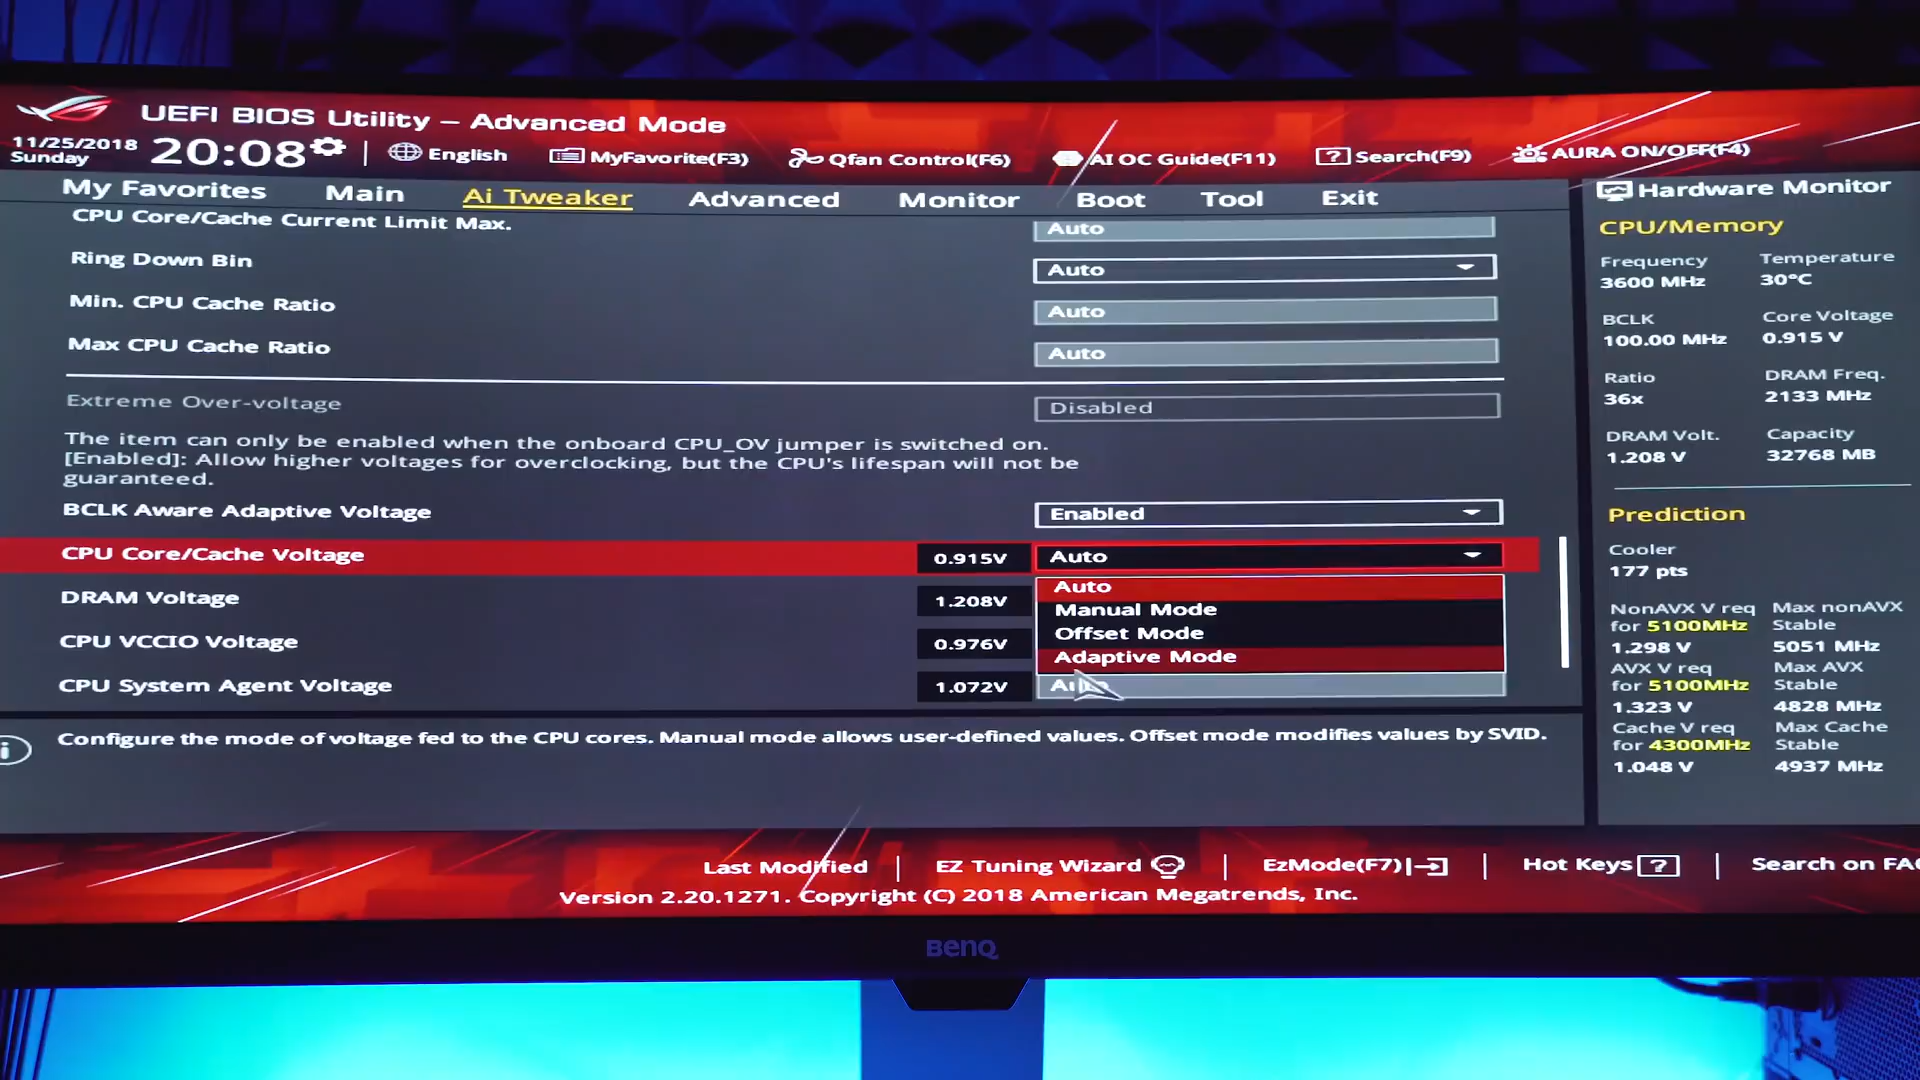 UEFI BIOS Utility – Advanced Mode
11/25/2018
Sunday
20:08
English
MyFavorite(F3)
Qfan Control(F6)
AI OC Guide(F11)
Search(F9)
AURA ON/OFF(F4)
My Favorites
Main
Ai Tweaker
Advanced
Monitor
Boot
Tool
Exit
CPU Core/Cache Current Limit Max.
Auto
Ring Down Bin
Auto
Min. CPU Cache Ratio
Auto
Max CPU Cache Ratio
Auto
Extreme Over-voltage
Disabled
The item can only be enabled when the onboard CPU_OV jumper is switched on.
[Enabled]: Allow higher voltages for overclocking, but the CPU's lifespan will not be
guaranteed.
BCLK Aware Adaptive Voltage
Enabled
CPU Core/Cache Voltage
0.915V
Auto
Auto
Manual Mode
Offset Mode
Adaptive Mode
DRAM Voltage
1.208V
CPU VCCIO Voltage
0.976V
CPU System Agent Voltage
1.072V
Auto
Configure the mode of voltage fed to the CPU cores. Manual mode allows user-defined values. Offset mode modifies values by SVID.
Hardware Monitor
CPU/Memory
Frequency Temperature
3600 MHz 30°C
BCLK Core Voltage
100.00 MHz 0.915 V
Ratio DRAM Freq.
36x 2133 MHz
DRAM Volt. Capacity
1.208 V 32768 MB
Prediction
Cooler
177 pts
NonAVX V req Max nonAVX
for 5100MHz Stable
1.298 V 5051 MHz
AVX V req Max AVX
for 5100MHz Stable
1.323 V 4828 MHz
Cache V req Max Cache
for 4300MHz Stable
1.048 V 4937 MHz
Last Modified
EZ Tuning Wizard
EzMode(F7)
Hot Keys ?
Search on FAQ
Version 2.20.1271. Copyright (C) 2018 American Megatrends, Inc.
BenQ